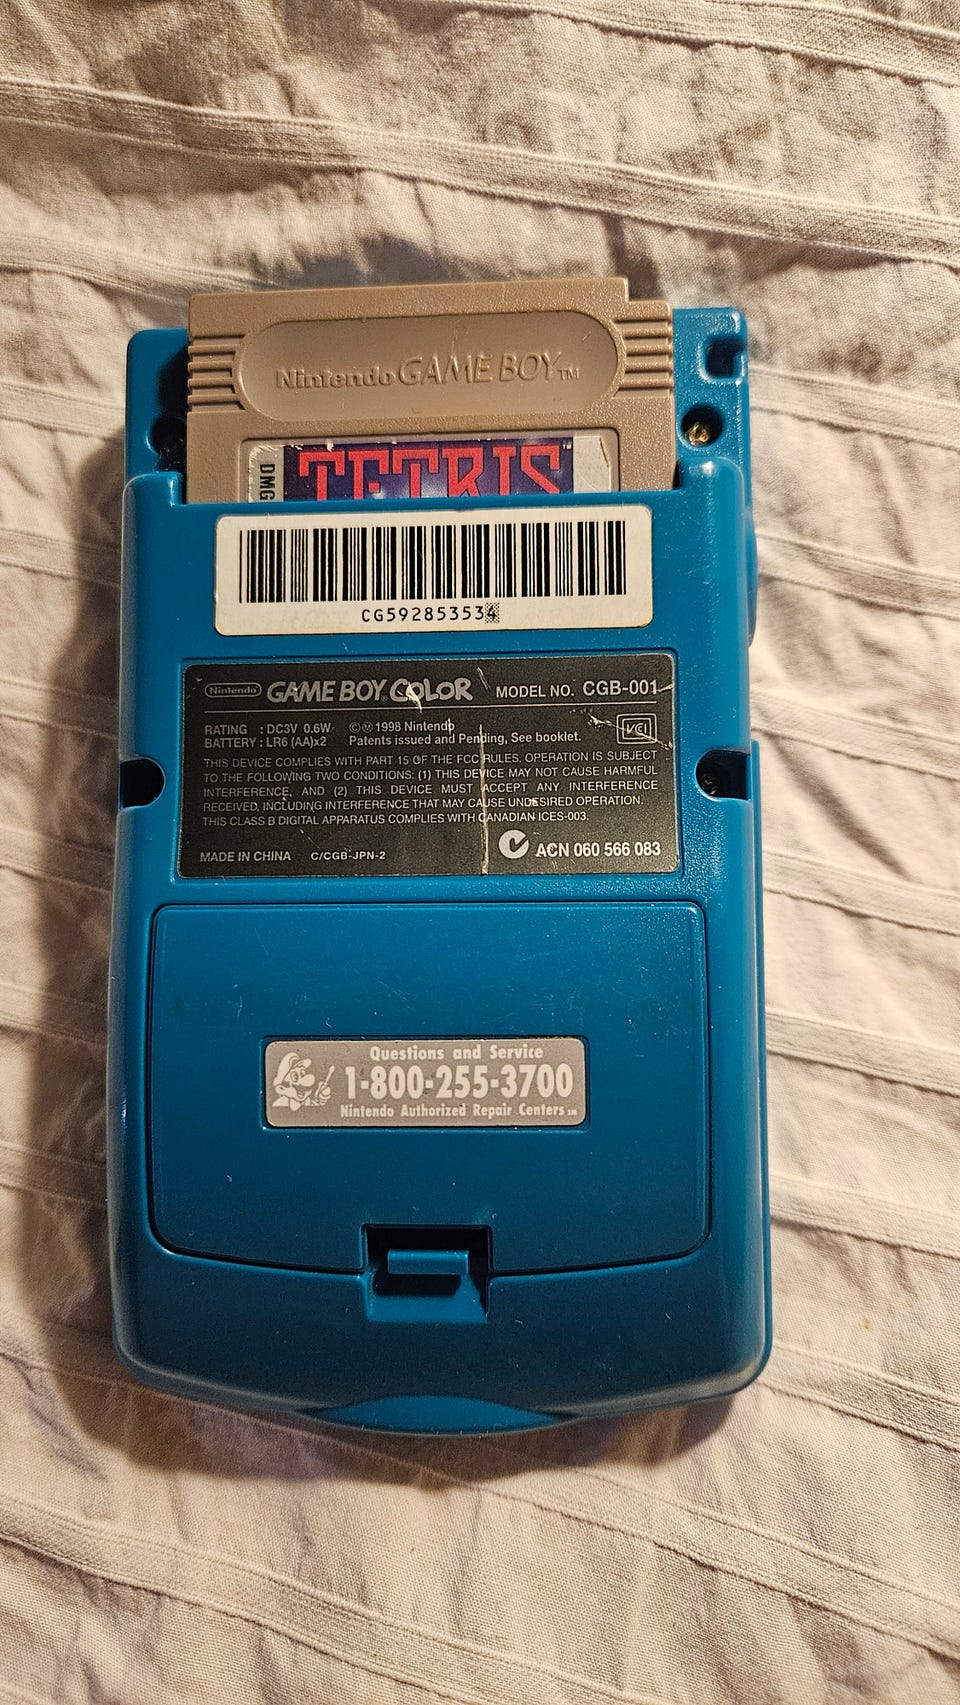 Nintendo GAME BOY TM
DMG
TETRIS
CG592853534
Nintendo GAME BOY COLOR MODEL NO. CGB-001
RATING : DC3V 0.6W ©Ⓜ 1998 Nintendo
BATTERY : LR6 (AA)x2 Patents issued and Pending, See booklet.
VCI
THIS DEVICE COMPLIES WITH PART 15 OF THE FCC RULES. OPERATION IS SUBJECT
TO THE FOLLOWING TWO CONDITIONS: (1) THIS DEVICE MAY NOT CAUSE HARMFUL
INTERFERENCE, AND (2) THIS DEVICE MUST ACCEPT ANY INTERFERENCE
RECEIVED, INCLUDING INTERFERENCE THAT MAY CAUSE UNDESIRED OPERATION.
THIS CLASS B DIGITAL APPARATUS COMPLIES WITH CANADIAN ICES-003.
MADE IN CHINA C/CGB-JPN-2 ACN 060 566 083
Questions and Service
1-800-255-3700
Nintendo Authorized Repair Centers SM